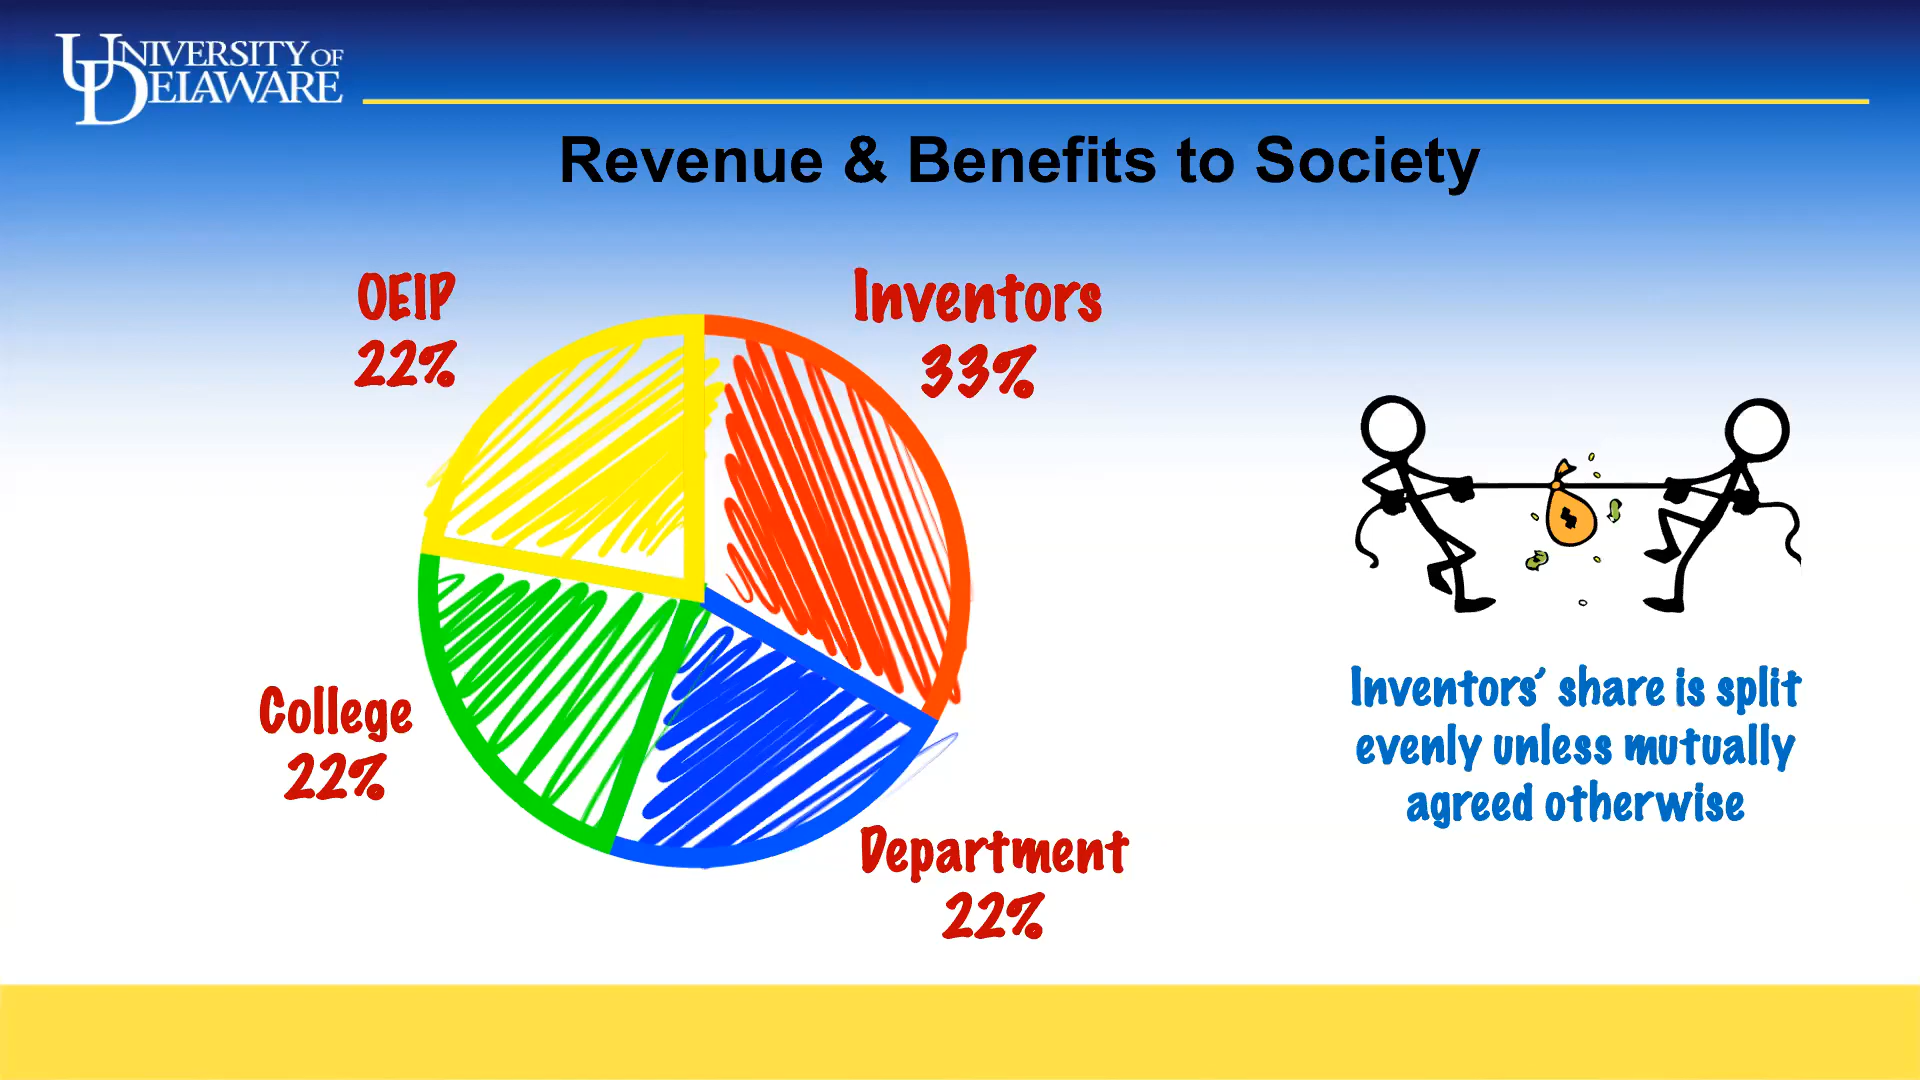 UNIVERSITY OF
DELAWARE
Revenue & Benefits to Society
OEIP
22%
Inventors
33%
College
22%
Department
22%
Inventors' share is split
evenly unless mutually
agreed otherwise